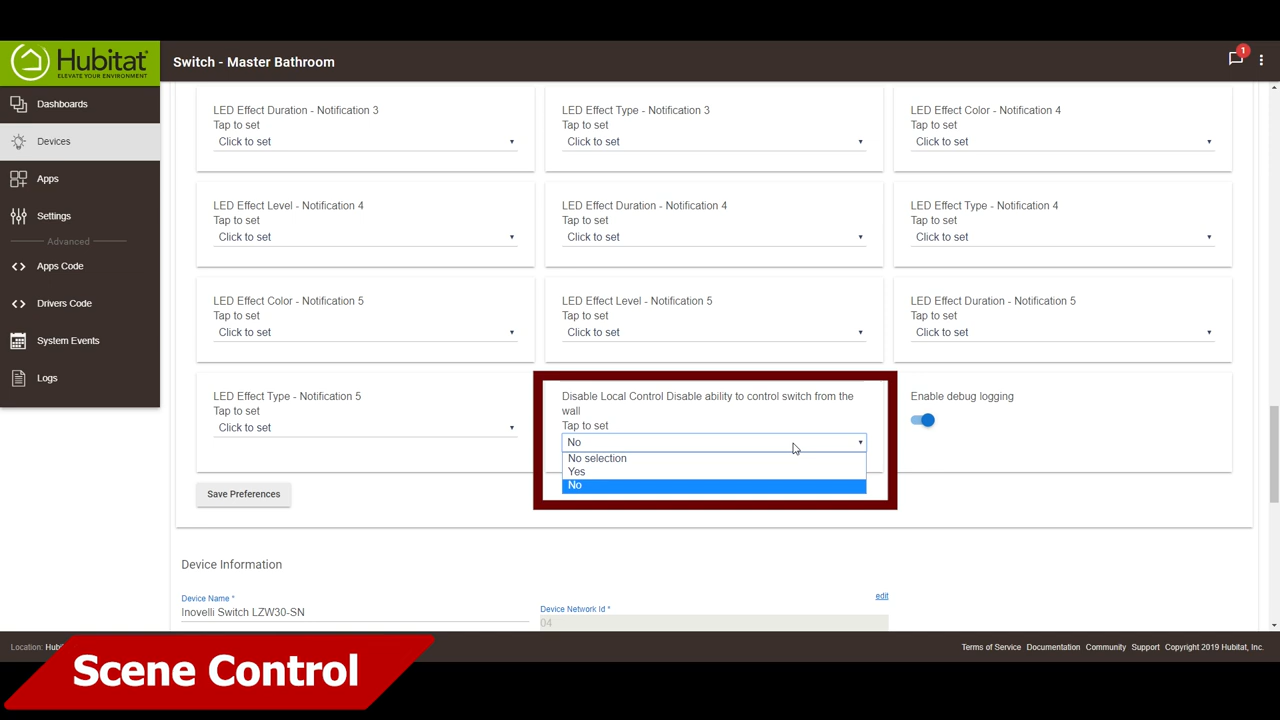 Hubitat
ELEVATE YOUR ENVIRONMENT
Switch - Master Bathroom
1
Dashboards
Devices
Apps
Settings
Advanced
Apps Code
Drivers Code
System Events
Logs
LED Effect Duration - Notification 3
Tap to set
Click to set
LED Effect Type - Notification 3
Tap to set
Click to set
LED Effect Color - Notification 4
Tap to set
Click to set
LED Effect Level - Notification 4
Tap to set
Click to set
LED Effect Duration - Notification 4
Tap to set
Click to set
LED Effect Type - Notification 4
Tap to set
Click to set
LED Effect Color - Notification 5
Tap to set
Click to set
LED Effect Level - Notification 5
Tap to set
Click to set
LED Effect Duration - Notification 5
Tap to set
Click to set
LED Effect Type - Notification 5
Tap to set
Click to set
Disable Local Control Disable ability to control switch from the
wall
Tap to set
No
No selection
Yes
No
Enable debug logging
Save Preferences
Device Information
Device Name *
Inovelli Switch LZW30-SN
edit
Device Network Id *
04
Location: Hub
Terms of Service Documentation Community Support Copyright 2019 Hubitat, Inc.
Scene Control